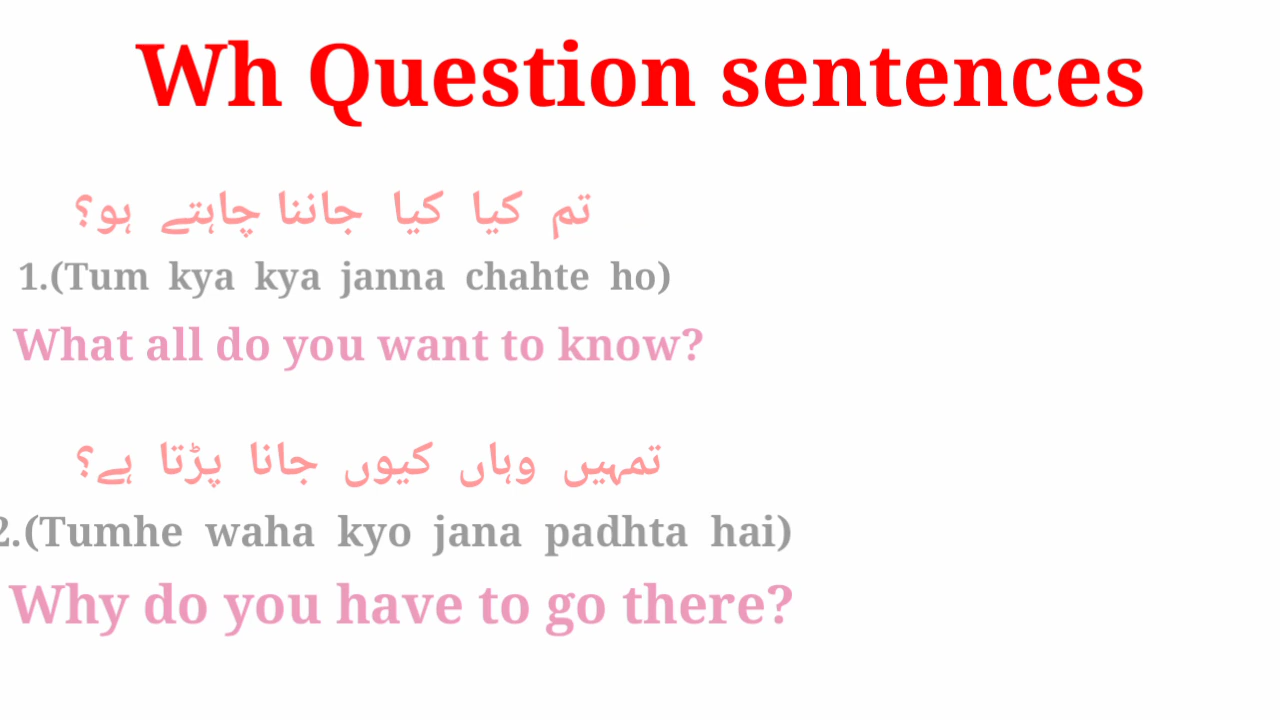 Wh Question sentences
تم کیا کیا جاننا چاہتے ہو؟
1.(Tum kya kya janna chahte ho)
What all do you want to know?
تمہیں وہاں کیوں جانا پڑتا ہے؟
2.(Tumhe waha kyo jana padhta hai)
Why do you have to go there?